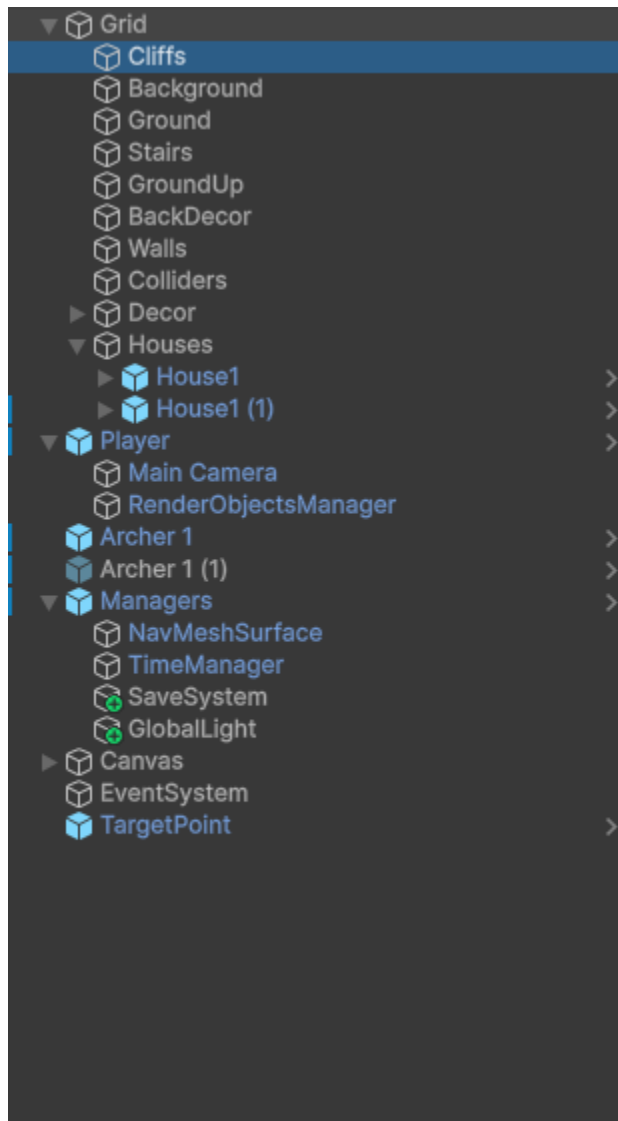 Grid
Cliffs
Background
Ground
Stairs
GroundUp
BackDecor
Walls
Colliders
Decor
Houses
House1
House1 (1)
Player
Main Camera
RenderObjectsManager
Archer 1
Archer 1 (1)
Managers
NavMeshSurface
TimeManager
SaveSystem
GlobalLight
Canvas
EventSystem
TargetPoint